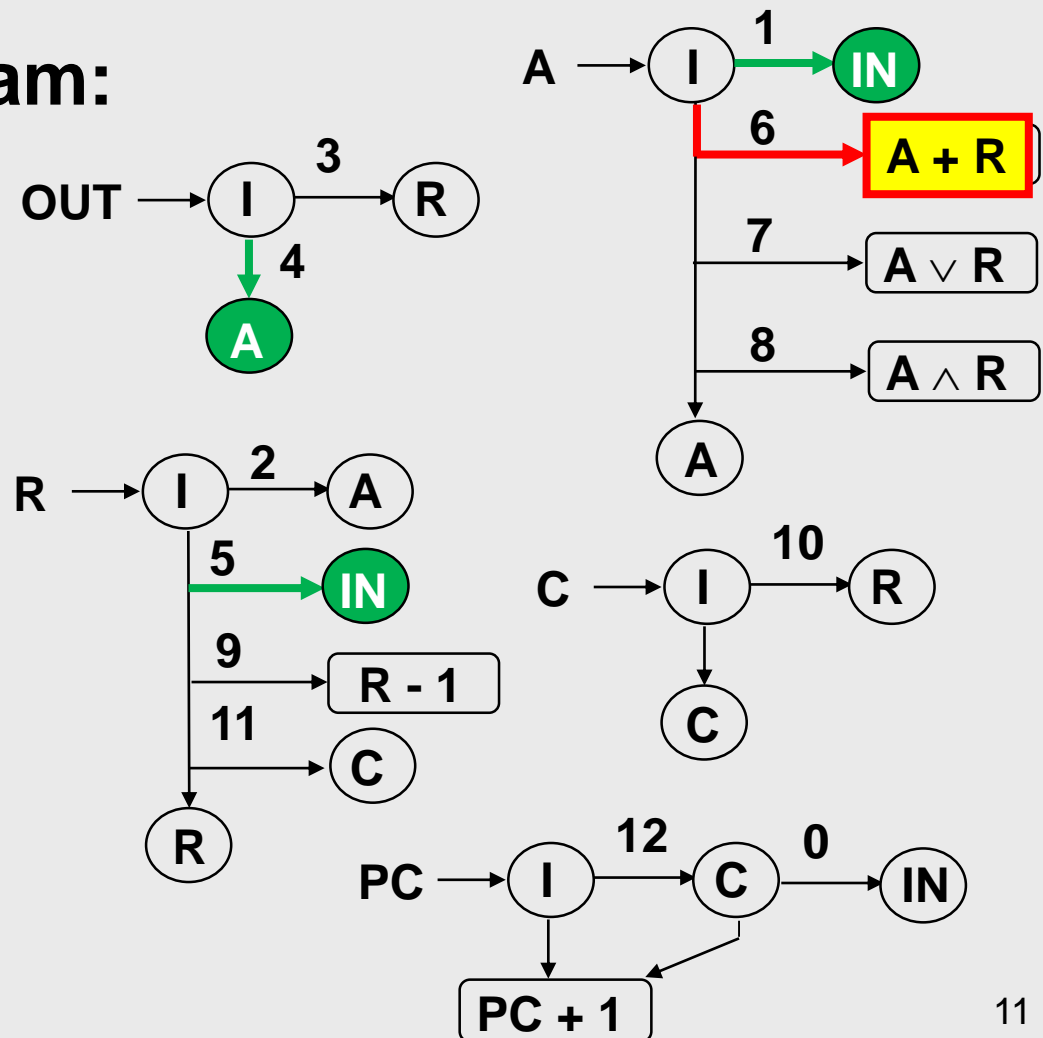 am:
OUT I 3 R
4
A
A I 1 IN
6 A + R
7 A ∨ R
8 A ∧ R
A
R I 2 A
5 IN
9 R - 1
11 C
R
C I 10 R
C
PC I 12 C 0 IN
PC + 1
11